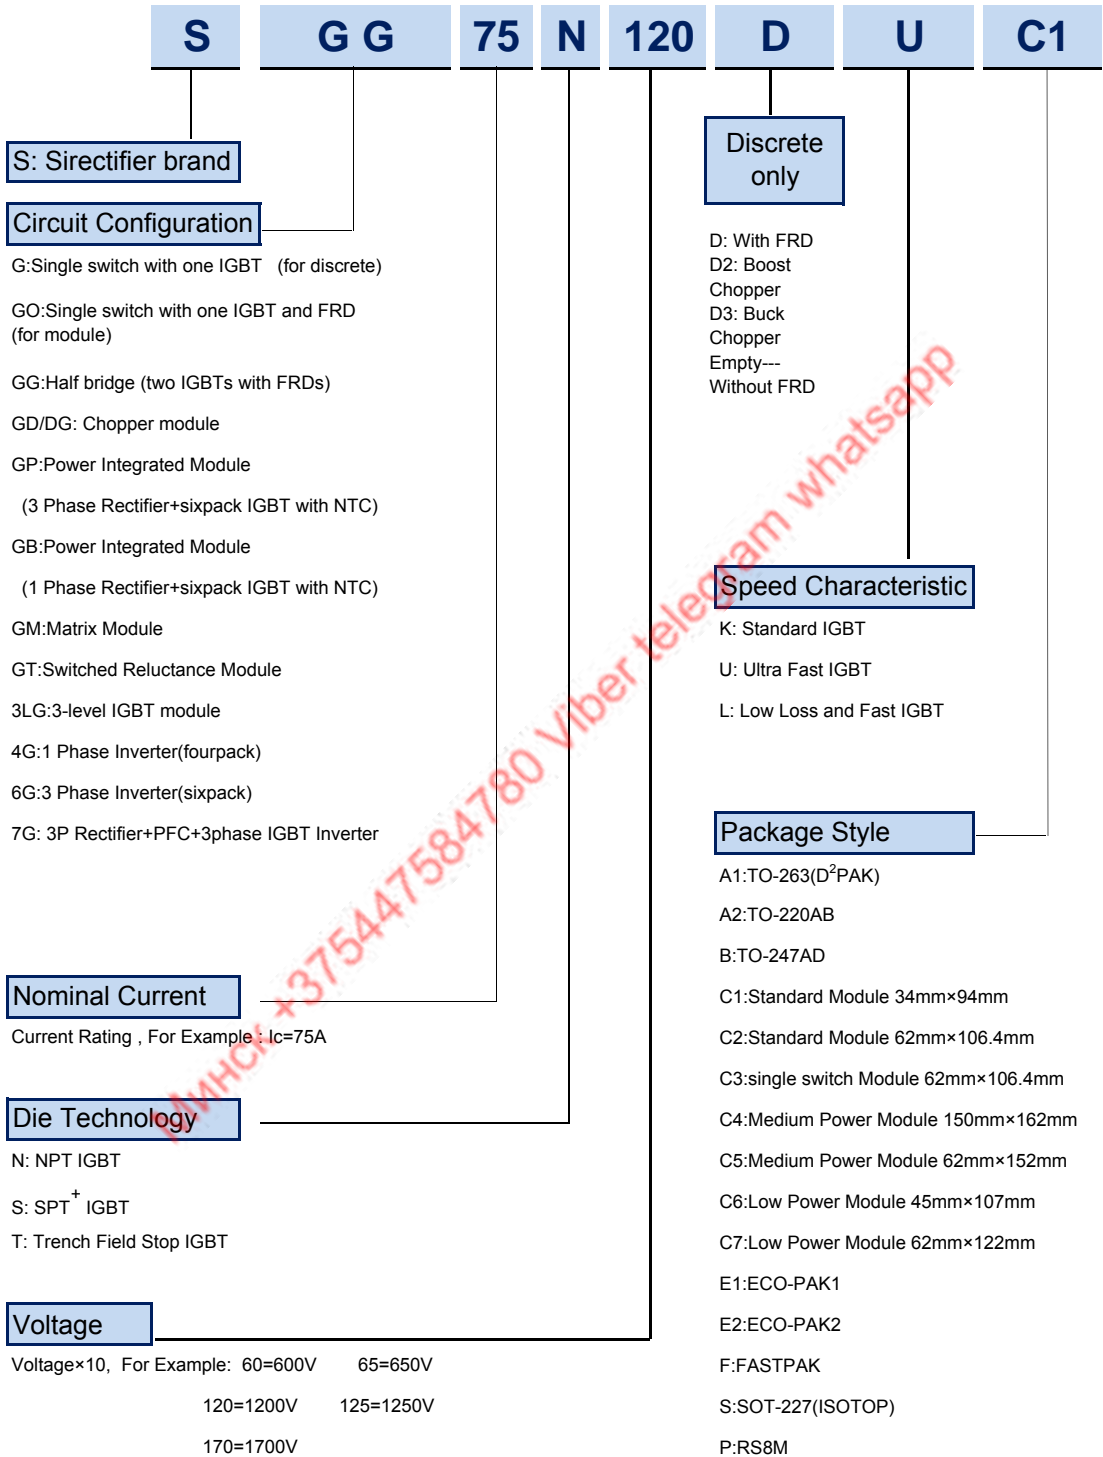 S GG 75 N 120 D U C1
S: Sirectifier brand
Circuit Configuration
G:Single switch with one IGBT (for discrete)
GO:Single switch with one IGBT and FRD
(for module)
GG:Half bridge (two IGBTs with FRDs)
GD/DG: Chopper module
GP:Power Integrated Module
(3 Phase Rectifier+sixpack IGBT with NTC)
GB:Power Integrated Module
(1 Phase Rectifier+sixpack IGBT with NTC)
GM:Matrix Module
GT:Switched Reluctance Module
3LG:3-level IGBT module
4G:1 Phase Inverter(fourpack)
6G:3 Phase Inverter(sixpack)
7G: 3P Rectifier+PFC+3phase IGBT Inverter
Nominal Current
Current Rating , For Example : Ic=75A
Die Technology
N: NPT IGBT
S: SPT+ IGBT
T: Trench Field Stop IGBT
Voltage
Voltage×10, For Example: 60=600V 65=650V
120=1200V 125=1250V
170=1700V
Discrete
only
D: With FRD
D2: Boost
Chopper
D3: Buck
Chopper
Empty---
Without FRD
Speed Characteristic
K: Standard IGBT
U: Ultra Fast IGBT
L: Low Loss and Fast IGBT
Package Style
A1:TO-263(D2PAK)
A2:TO-220AB
B:TO-247AD
C1:Standard Module 34mm×94mm
C2:Standard Module 62mm×106.4mm
C3:single switch Module 62mm×106.4mm
C4:Medium Power Module 150mm×162mm
C5:Medium Power Module 62mm×152mm
C6:Low Power Module 45mm×107mm
C7:Low Power Module 62mm×122mm
E1:ECO-PAK1
E2:ECO-PAK2
F:FASTPAK
S:SOT-227(ISOTOP)
P:RS8M
Минск +375447584780 Viber telegram whatsapp